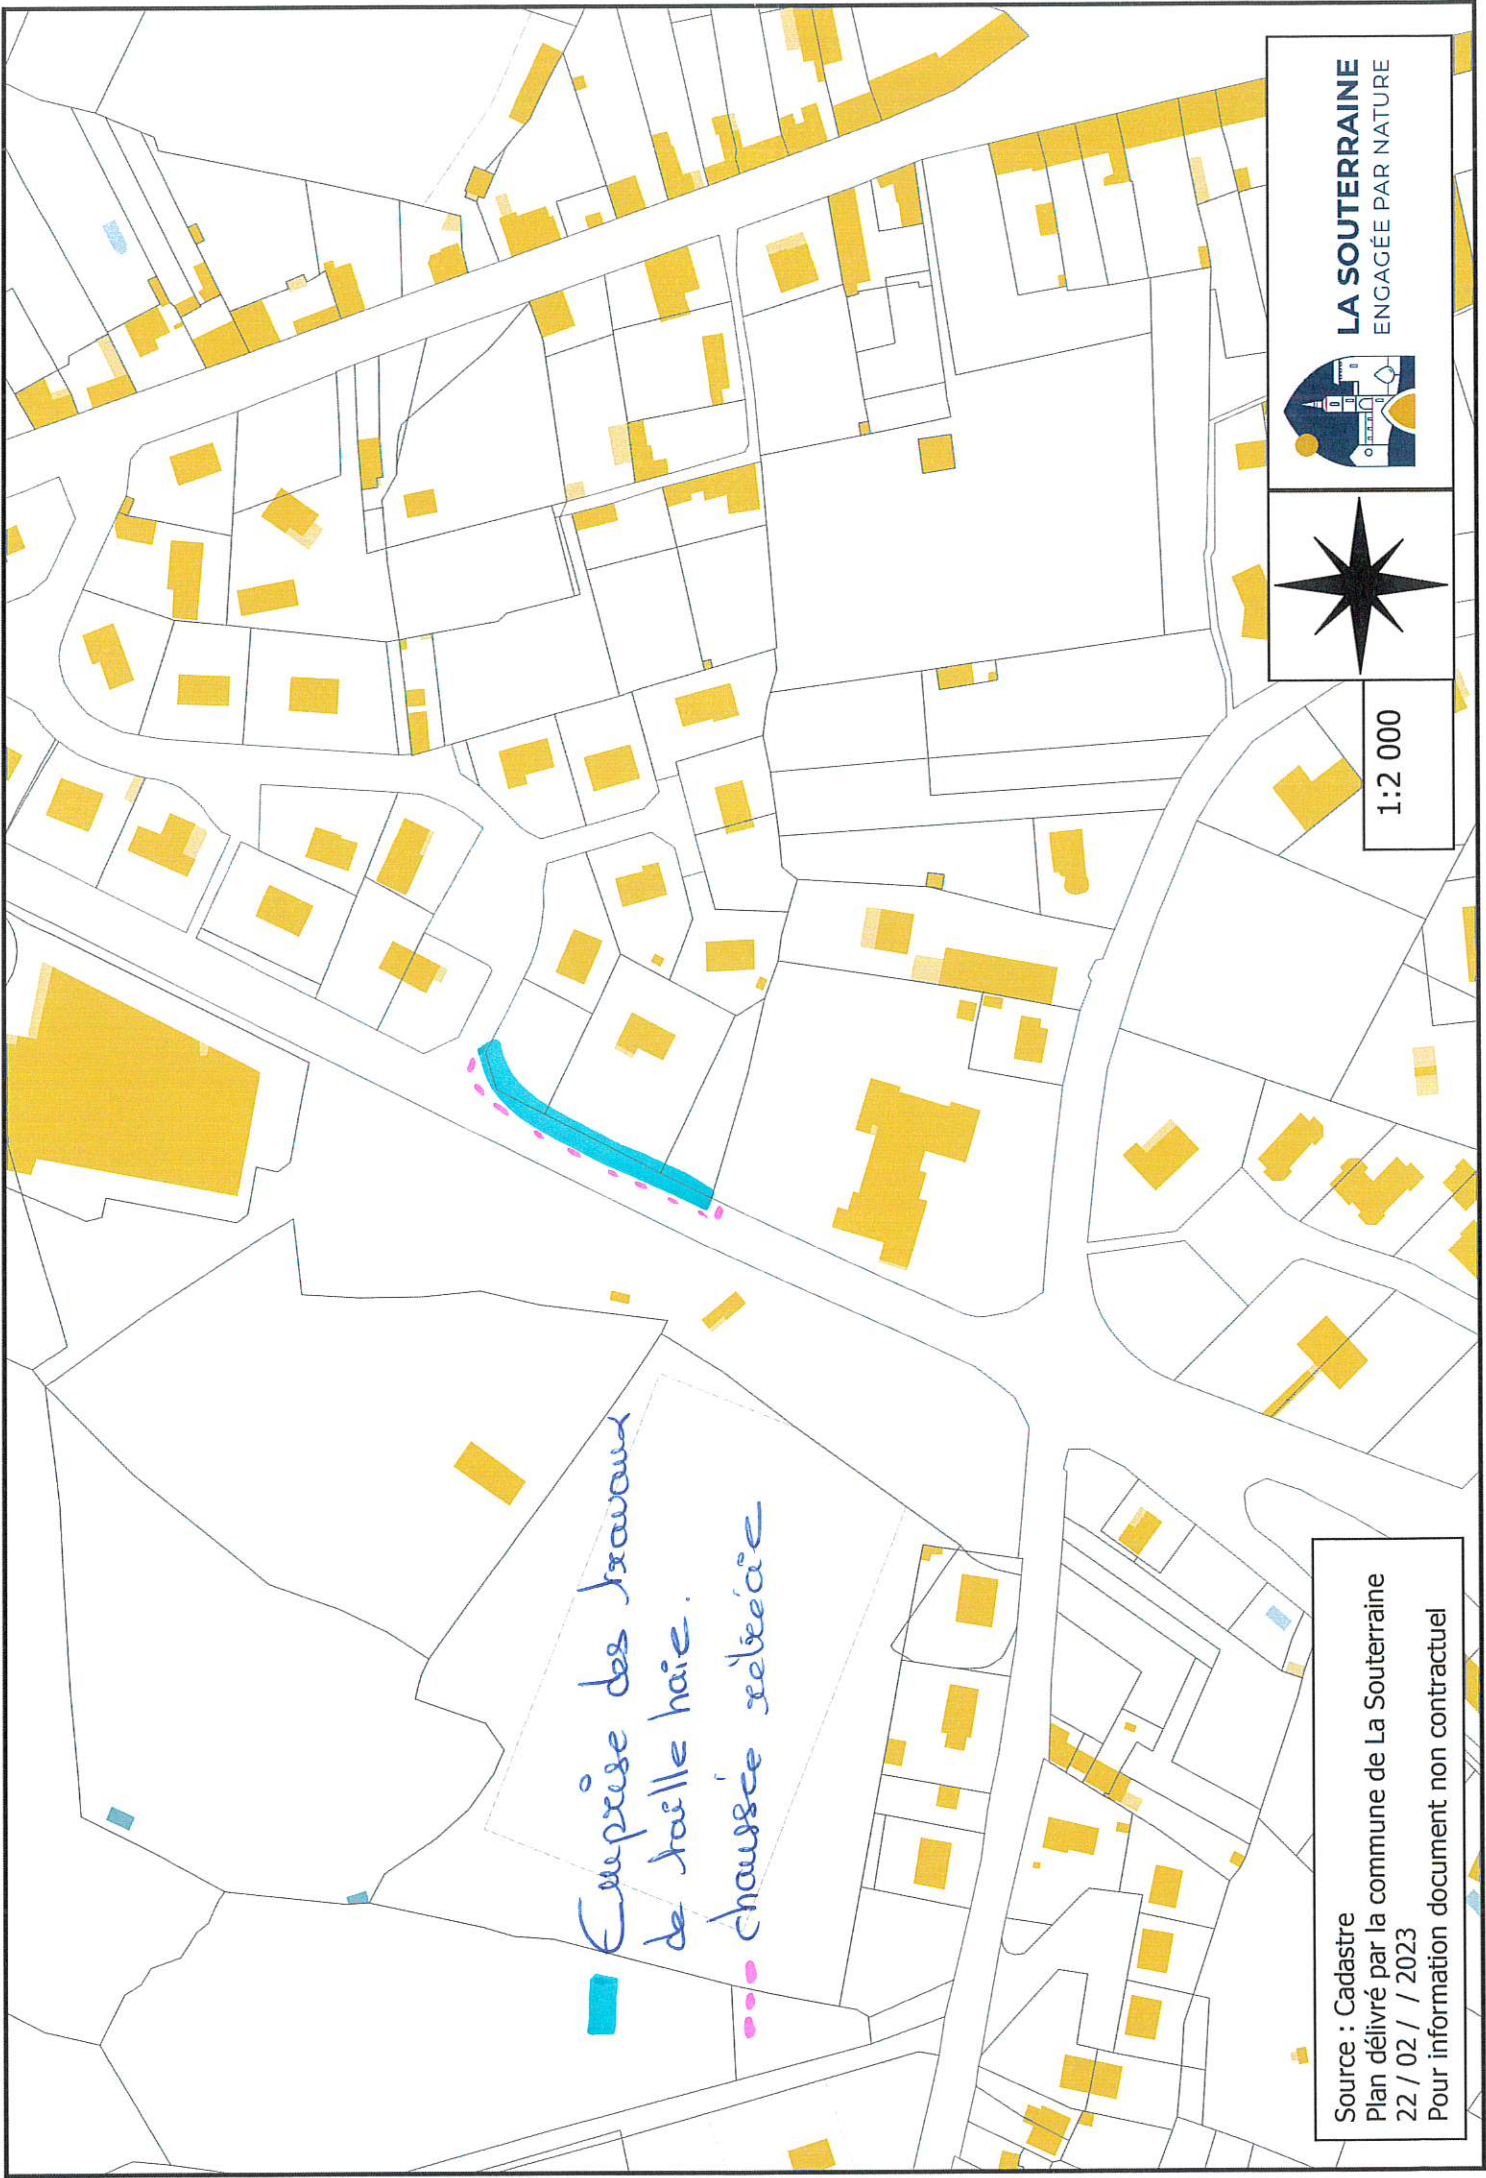 LA SOUTERRAINE
ENGAGÉE PAR NATURE
1:2 000
Emprise des travaux
de taille haie.
chaussée rétrécie
Source : Cadastre
Plan délivré par la commune de La Souterraine
22 / 02 / / 2023
Pour information document non contractuel